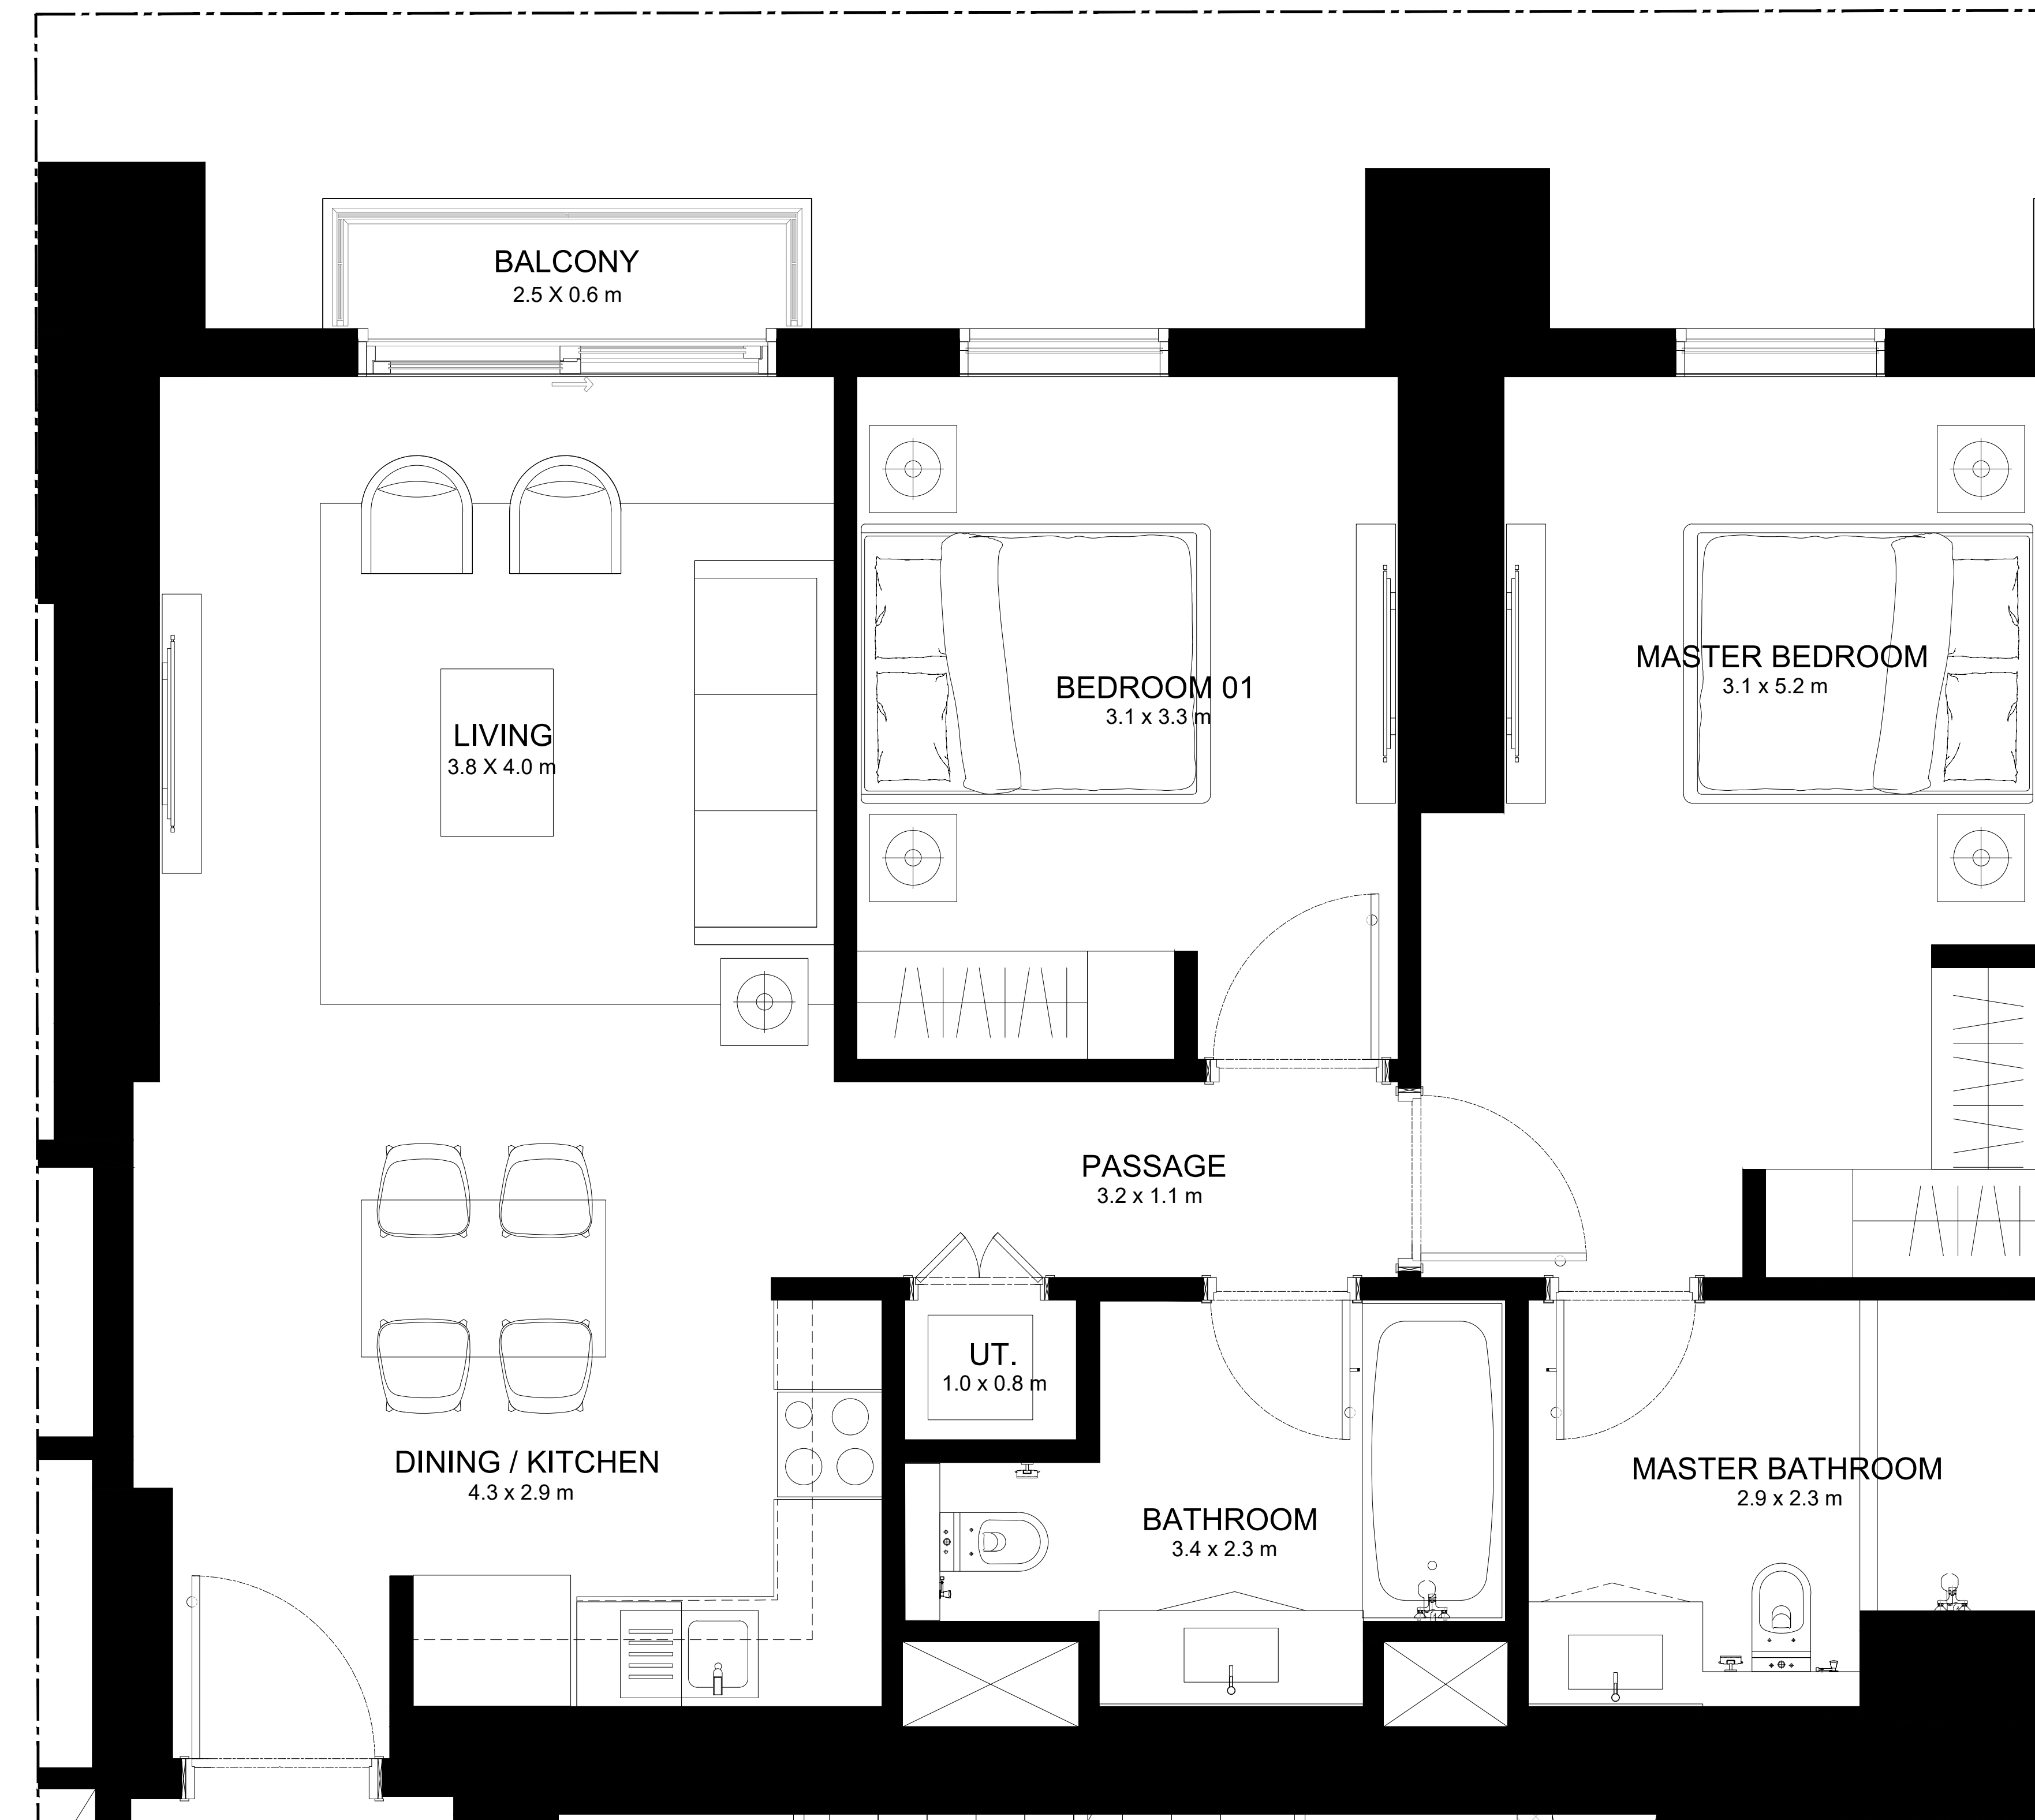 BALCONY
2.5 X 0.6 m
MASTER BEDROOM
3.1 x 5.2 m
BEDROOM 01
3.1 x 3.3 m
LIVING
3.8 X 4.0 m
PASSAGE
3.2 x 1.1 m
UT.
1.0 x 0.8 m
DINING / KITCHEN
4.3 x 2.9 m
MASTER BATHROOM
2.9 x 2.3 m
BATHROOM
3.4 x 2.3 m